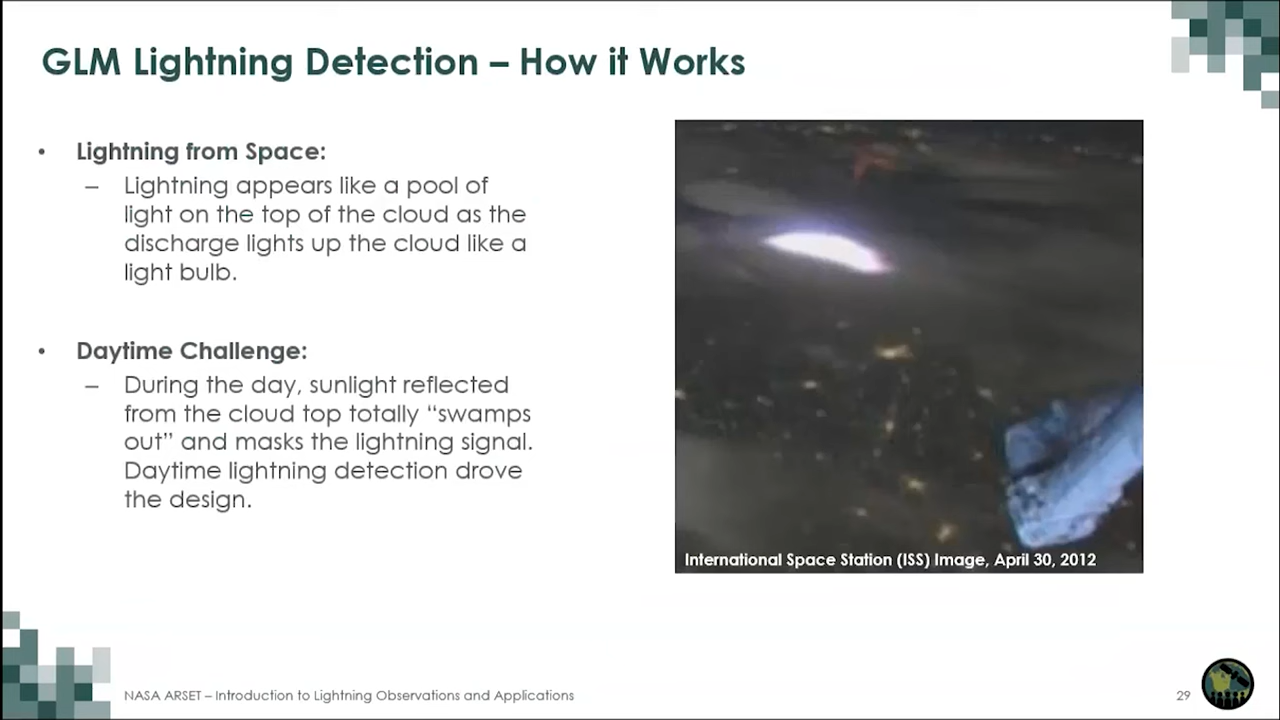 GLM Lightning Detection – How it Works
• Lightning from Space:
– Lightning appears like a pool of
light on the top of the cloud as the
discharge lights up the cloud like a
light bulb.
• Daytime Challenge:
– During the day, sunlight reflected
from the cloud top totally “swamps
out” and masks the lightning signal.
Daytime lightning detection drove
the design.
International Space Station (ISS) Image, April 30, 2012
NASA ARSET – Introduction to Lightning Observations and Applications
29